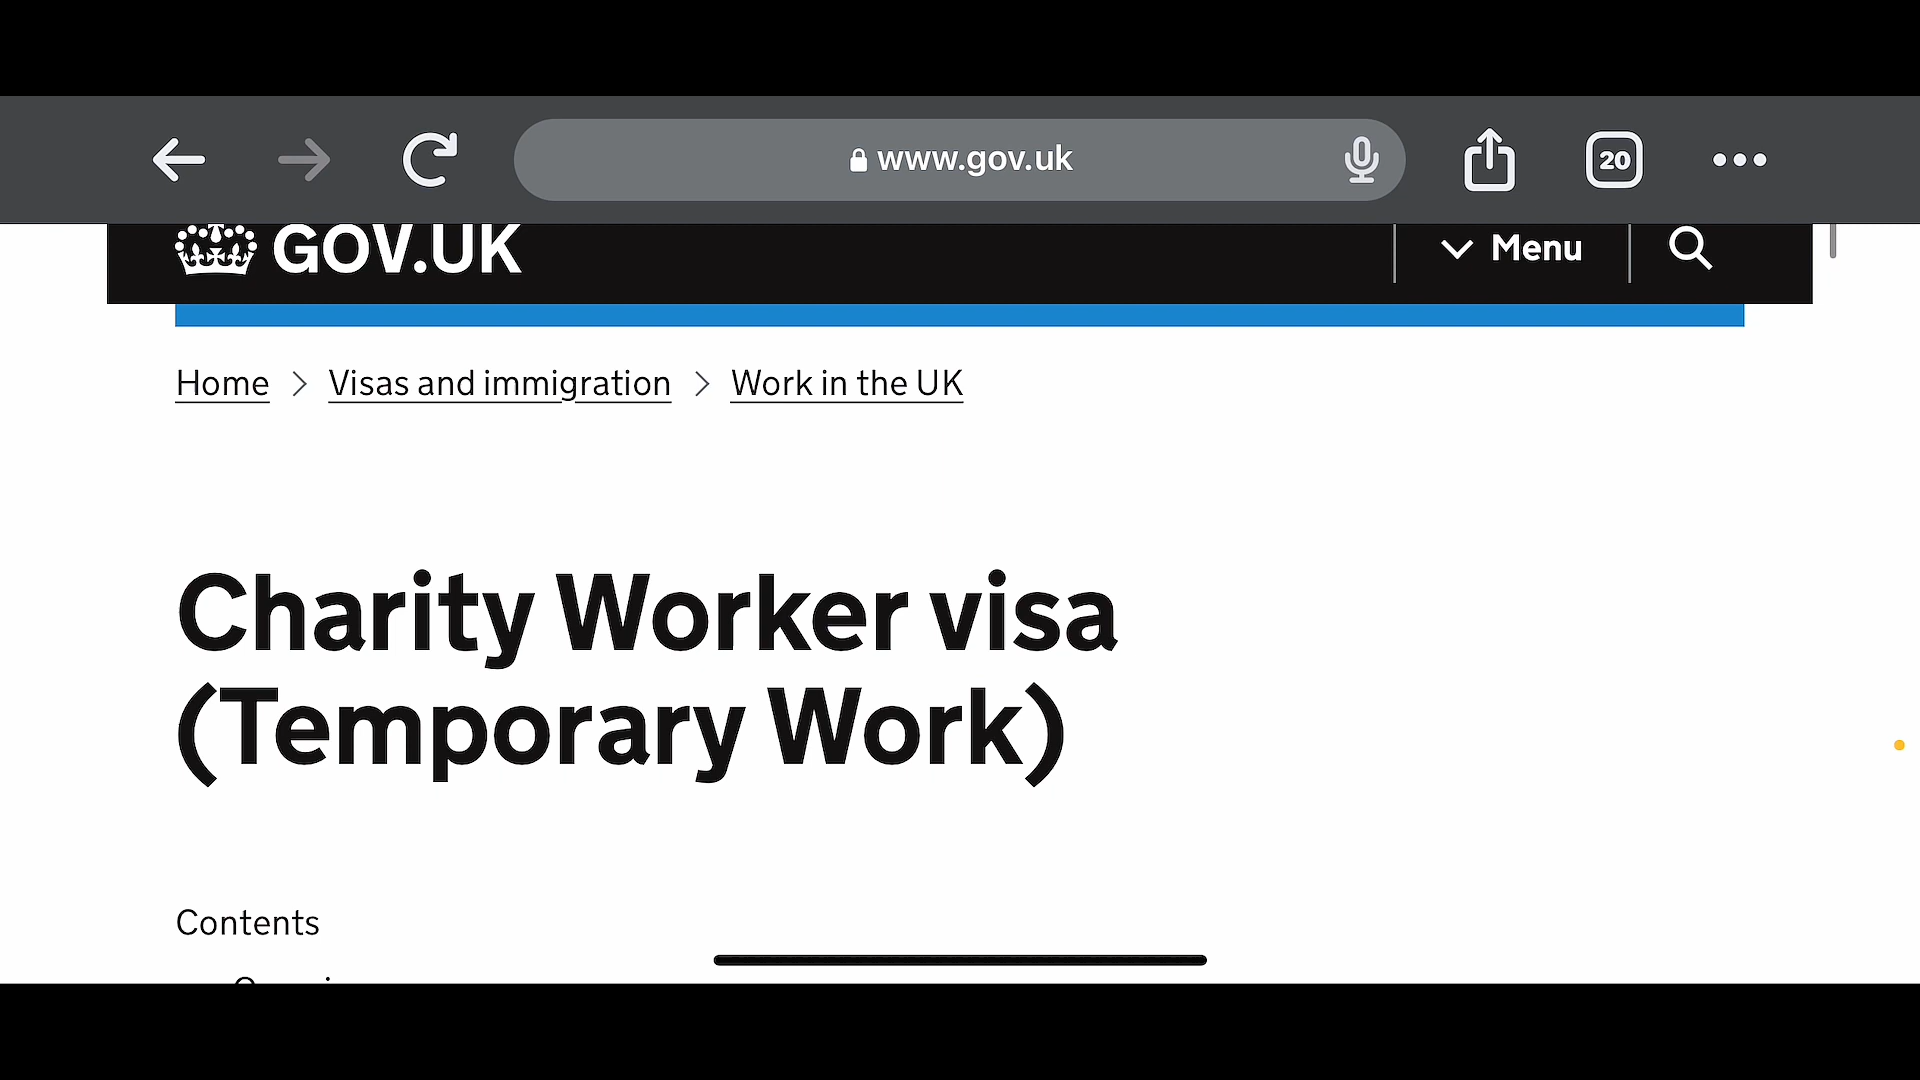 www.gov.uk
20
GOV.UK
Menu
Home
Visas and immigration
Work in the UK
Charity Worker visa
(Temporary Work)
Contents